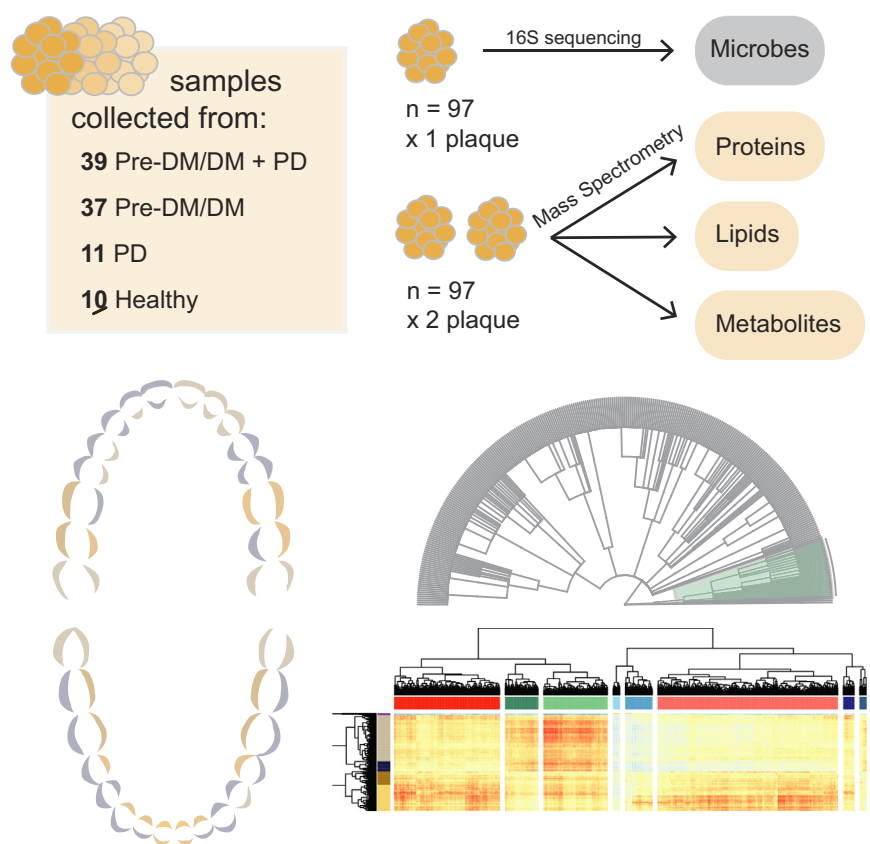 samples
collected from:
39 Pre-DM/DM + PD
37 Pre-DM/DM
11 PD
10 Healthy
16S sequencing
Microbes
n = 97
x 1 plaque
Mass Spectrometry
Proteins
Lipids
Metabolites
n = 97
x 2 plaque